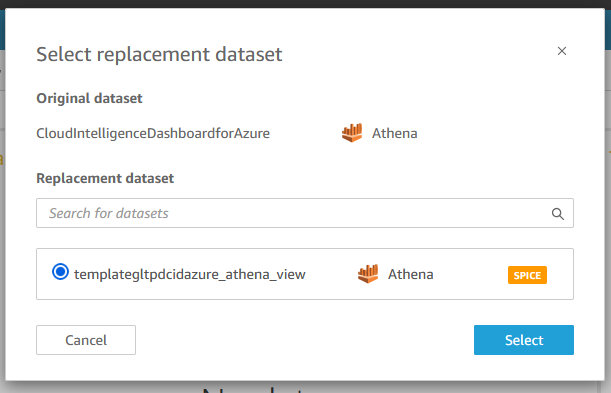 Select replacement dataset
Original dataset
CloudIntelligenceDashboardforAzure Athena
Replacement dataset
Search for datasets
templategltpdcidazure_athena_view Athena SPICE
Cancel Select